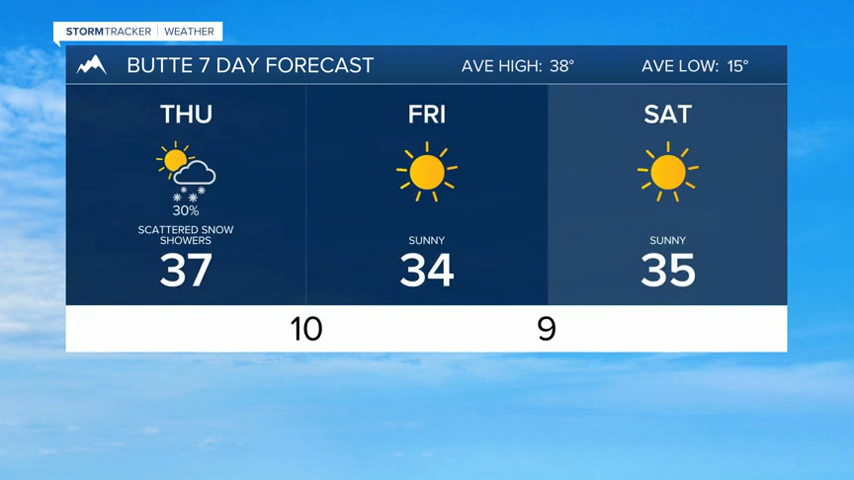 STORMTRACKER | WEATHER
BUTTE 7 DAY FORECAST AVE HIGH: 38° AVE LOW: 15°
THU FRI SAT
30%
SCATTERED SNOW
SHOWERS SUNNY SUNNY
37 34 35
10 9